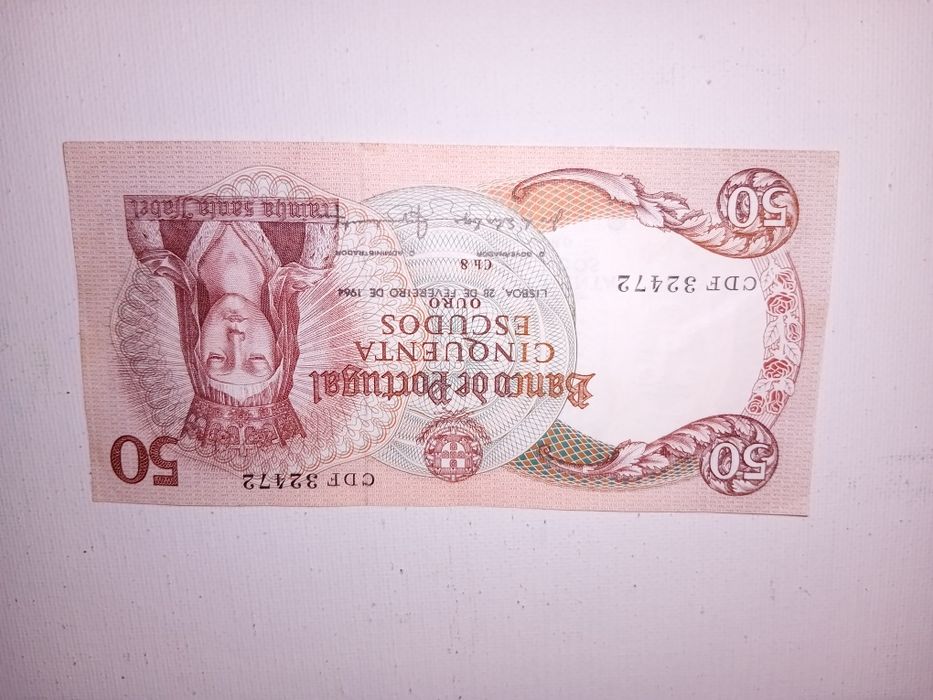 50
CDF 32472
50
Banco de Portugal
CINQUENTA
ESCUDOS
OURO
LISBOA 28 DE FEVEREIRO DE 1964
Ch 8
O GOVERNADOR
O ADMINISTRADOR
CDF 32472
50
Rainha santa Isabel